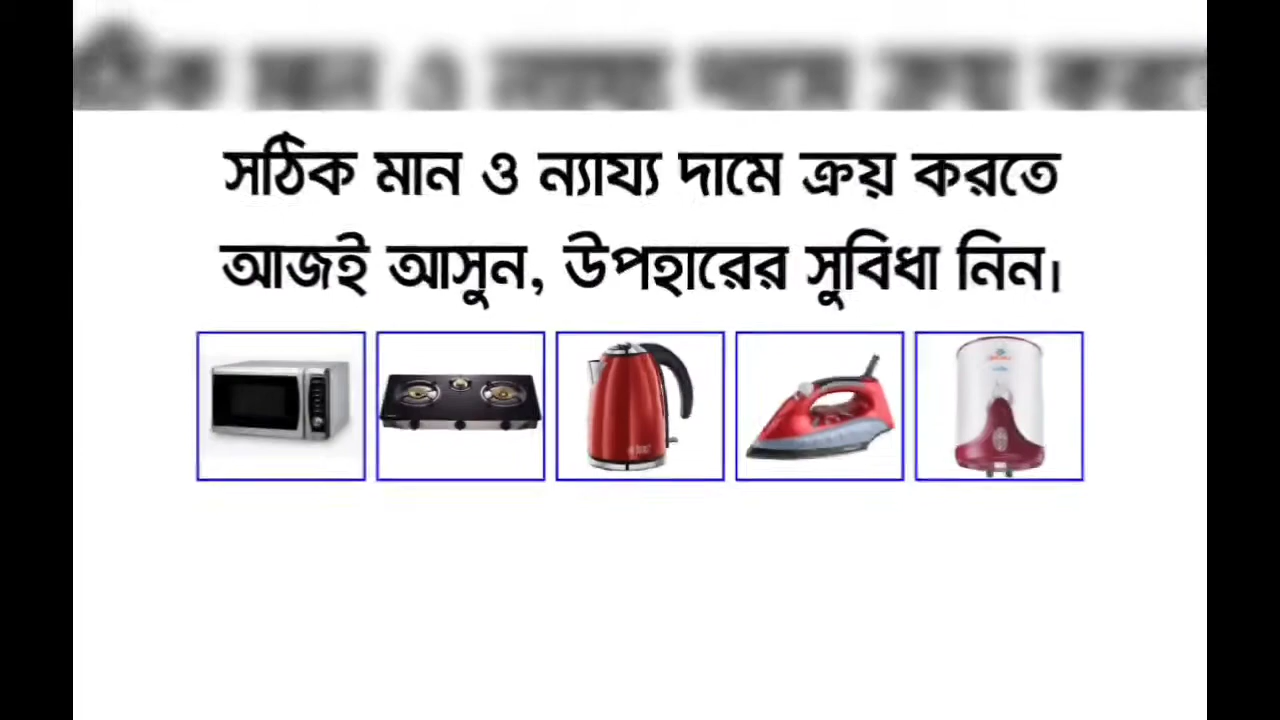 সঠিক মান ও ন্যায্য দামে ক্রয় করতে
আজই আসুন, উপহারের সুবিধা নিন।